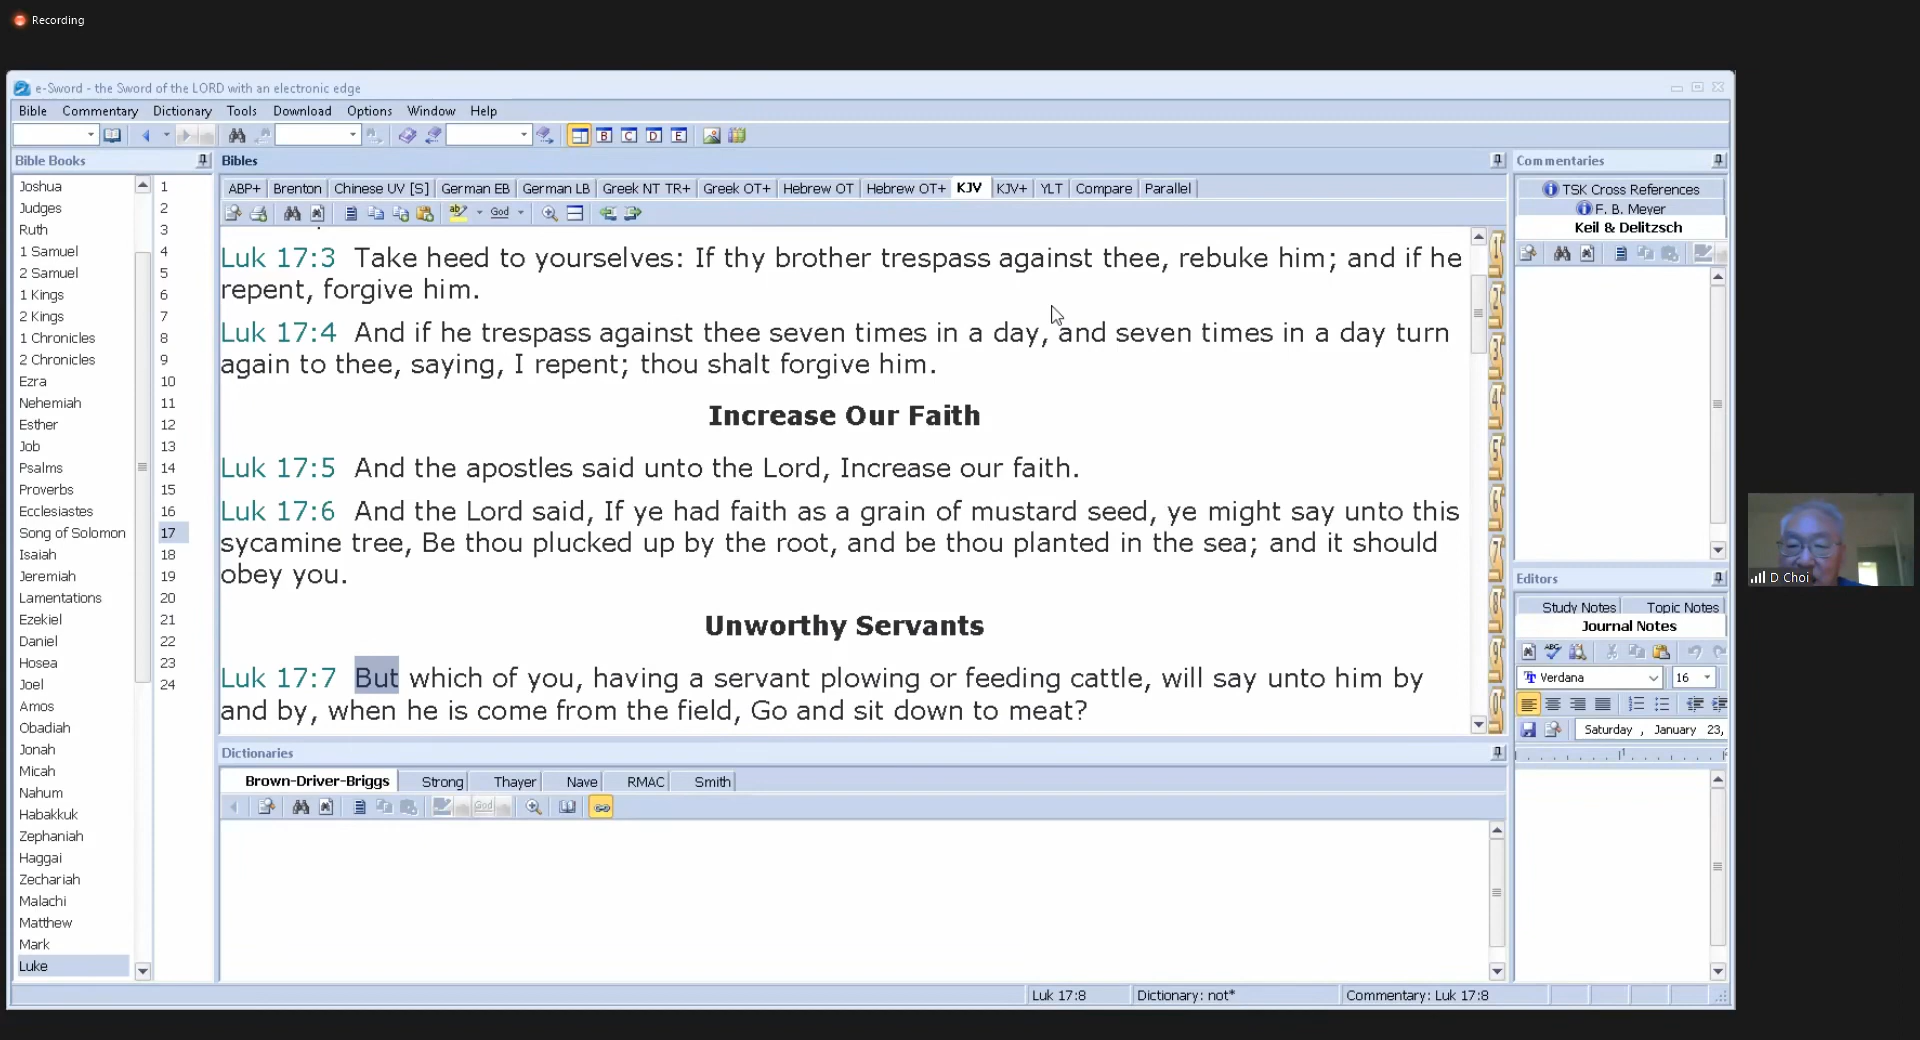 Recording
e-Sword - the Sword of the LORD with an electronic edge
Bible Commentary Dictionary Tools Download Options Window Help
B C D E
Bible Books
Joshua
Judges
Ruth
1 Samuel
2 Samuel
1 Kings
2 Kings
1 Chronicles
2 Chronicles
Ezra
Nehemiah
Esther
Job
Psalms
Proverbs
Ecclesiastes
Song of Solomon
Isaiah
Jeremiah
Lamentations
Ezekiel
Daniel
Hosea
Joel
Amos
Obadiah
Jonah
Micah
Nahum
Habakkuk
Zephaniah
Haggai
Zechariah
Malachi
Matthew
Mark
Luke
1
2
3
4
5
6
7
8
9
10
11
12
13
14
15
16
17
18
19
20
21
22
23
24
Bibles
ABP+ Brenton Chinese UV [S] German EB German LB Greek NT TR+ Greek OT+ Hebrew OT Hebrew OT+ KJV KJV+ YLT Compare Parallel
God
Luk 17:3 Take heed to yourselves: If thy brother trespass against thee, rebuke him; and if he
repent, forgive him.
Luk 17:4 And if he trespass against thee seven times in a day, and seven times in a day turn
again to thee, saying, I repent; thou shalt forgive him.
Increase Our Faith
Luk 17:5 And the apostles said unto the Lord, Increase our faith.
Luk 17:6 And the Lord said, If ye had faith as a grain of mustard seed, ye might say unto this
sycamine tree, Be thou plucked up by the root, and be thou planted in the sea; and it should
obey you.
Unworthy Servants
Luk 17:7 But which of you, having a servant plowing or feeding cattle, will say unto him by
and by, when he is come from the field, Go and sit down to meat?
1
2
3
4
5
6
7
8
9
0
Dictionaries
Brown-Driver-Briggs Strong Thayer Nave RMAC Smith
God
Commentaries
TSK Cross References
F. B. Meyer
Keil & Delitzsch
Editors
Study Notes Topic Notes
Journal Notes
ABC
Verdana 16
Saturday , January 23,
1
Luk 17:8 Dictionary: not* Commentary: Luk 17:8
D Choi